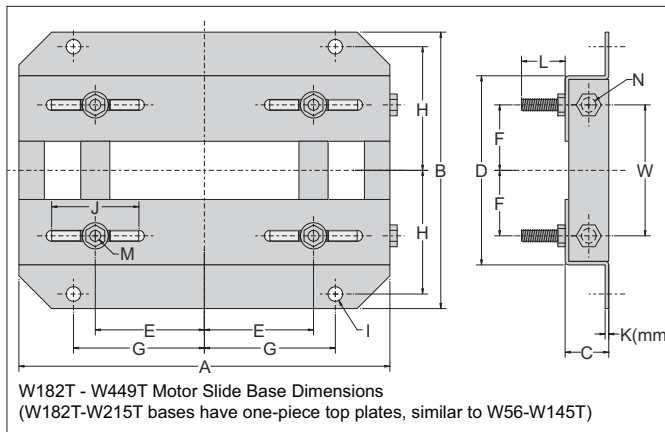 H
B
H
J
M
E
E
I
G
G
A
L
N
F
D
F
W
C
K(mm
W182T - W449T Motor Slide Base Dimensions
(W182T-W215T bases have one-piece top plates, similar to W56-W145T)